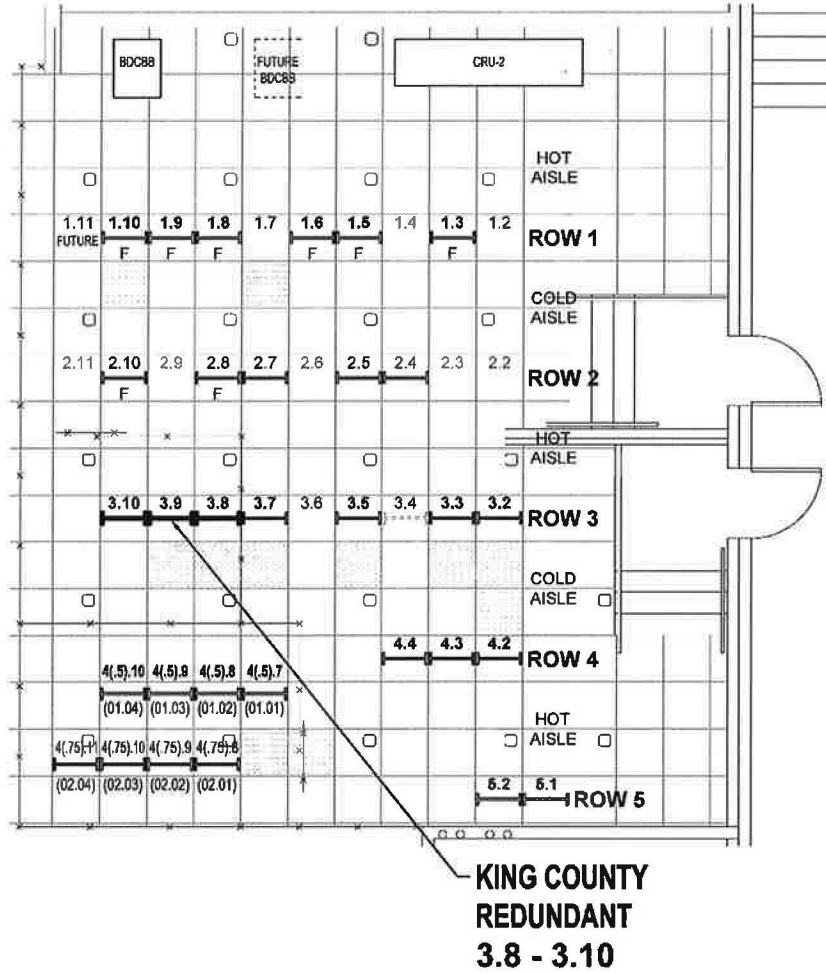 BDCBB
FUTURE
BDCBB
CRU-2
HOT
AISLE
1.11 1.10 1.9 1.8 1.7 1.6 1.5 1.4 1.3 1.2
FUTURE F F F F F F
ROW 1
COLD
AISLE
2.11 2.10 2.9 2.8 2.7 2.6 2.5 2.4 2.3 2.2
ROW 2
F F
HOT
AISLE
3.10 3.9 3.8 3.7 3.6 3.5 3.4 3.3 3.2
ROW 3
COLD
AISLE
4.4 4.3 4.2
ROW 4
4(.5).10 4(.5).9 4(.5).8 4(.5).7
(01.04) (01.03) (01.02) (01.01)
HOT
AISLE
4(.75).11 4(.75).10 4(.75).9 4(.75).8
(02.04) (02.03) (02.02) (02.01)
5.2 5.1
ROW 5
KING COUNTY
REDUNDANT
3.8 - 3.10